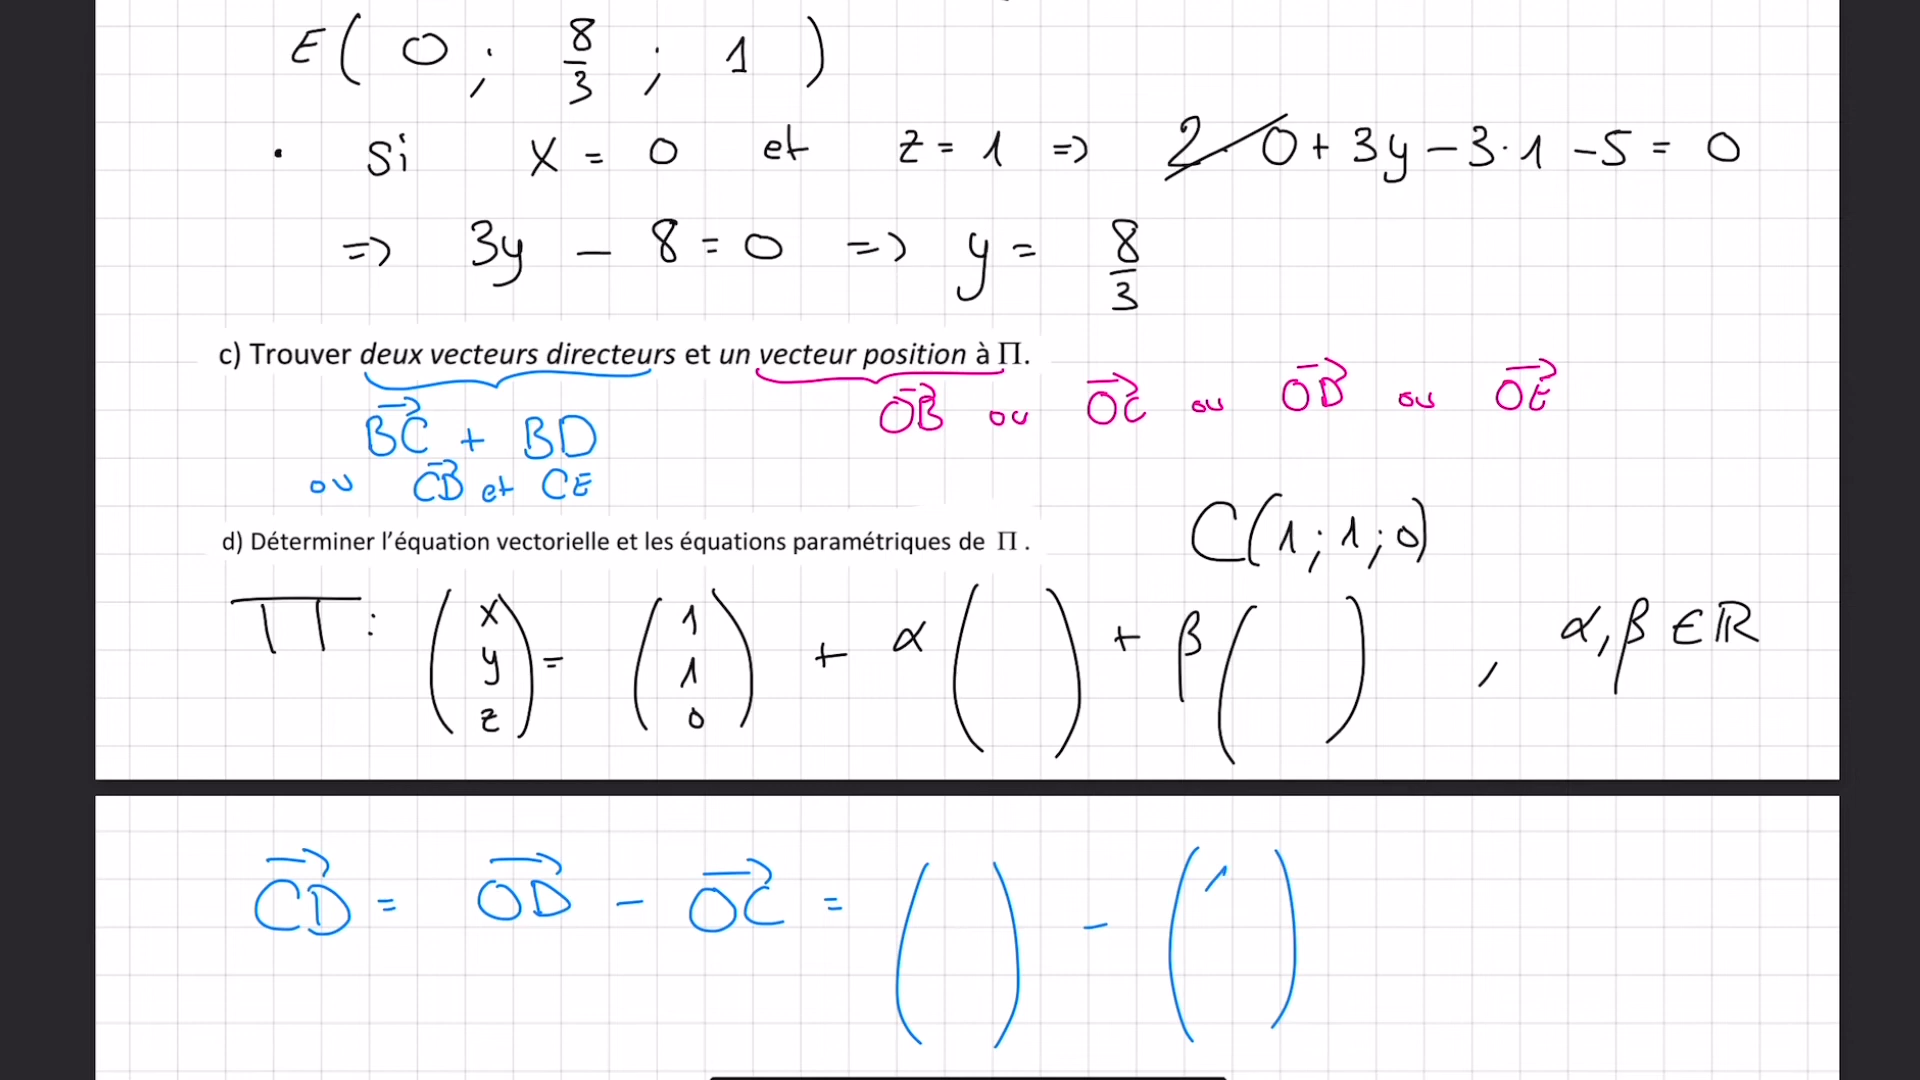 E( 0 ; 8/3 ; 1 )
• Si x = 0 et z = 1 => 2·0 + 3y − 3·1 − 5 = 0
=> 3y − 8 = 0 => y = 8/3
c) Trouver deux vecteurs directeurs et un vecteur position à Π.
OB ou OC ou OD ou OE
BC + BD
ou CD et CE
d) Déterminer l'équation vectorielle et les équations paramétriques de Π .
C(1;1;0)
Π : (x y z) = (1 1 0) + α ( ) + β ( ) , α, β ∈ ℝ
CD = OD − OC = ( ) − (1 )